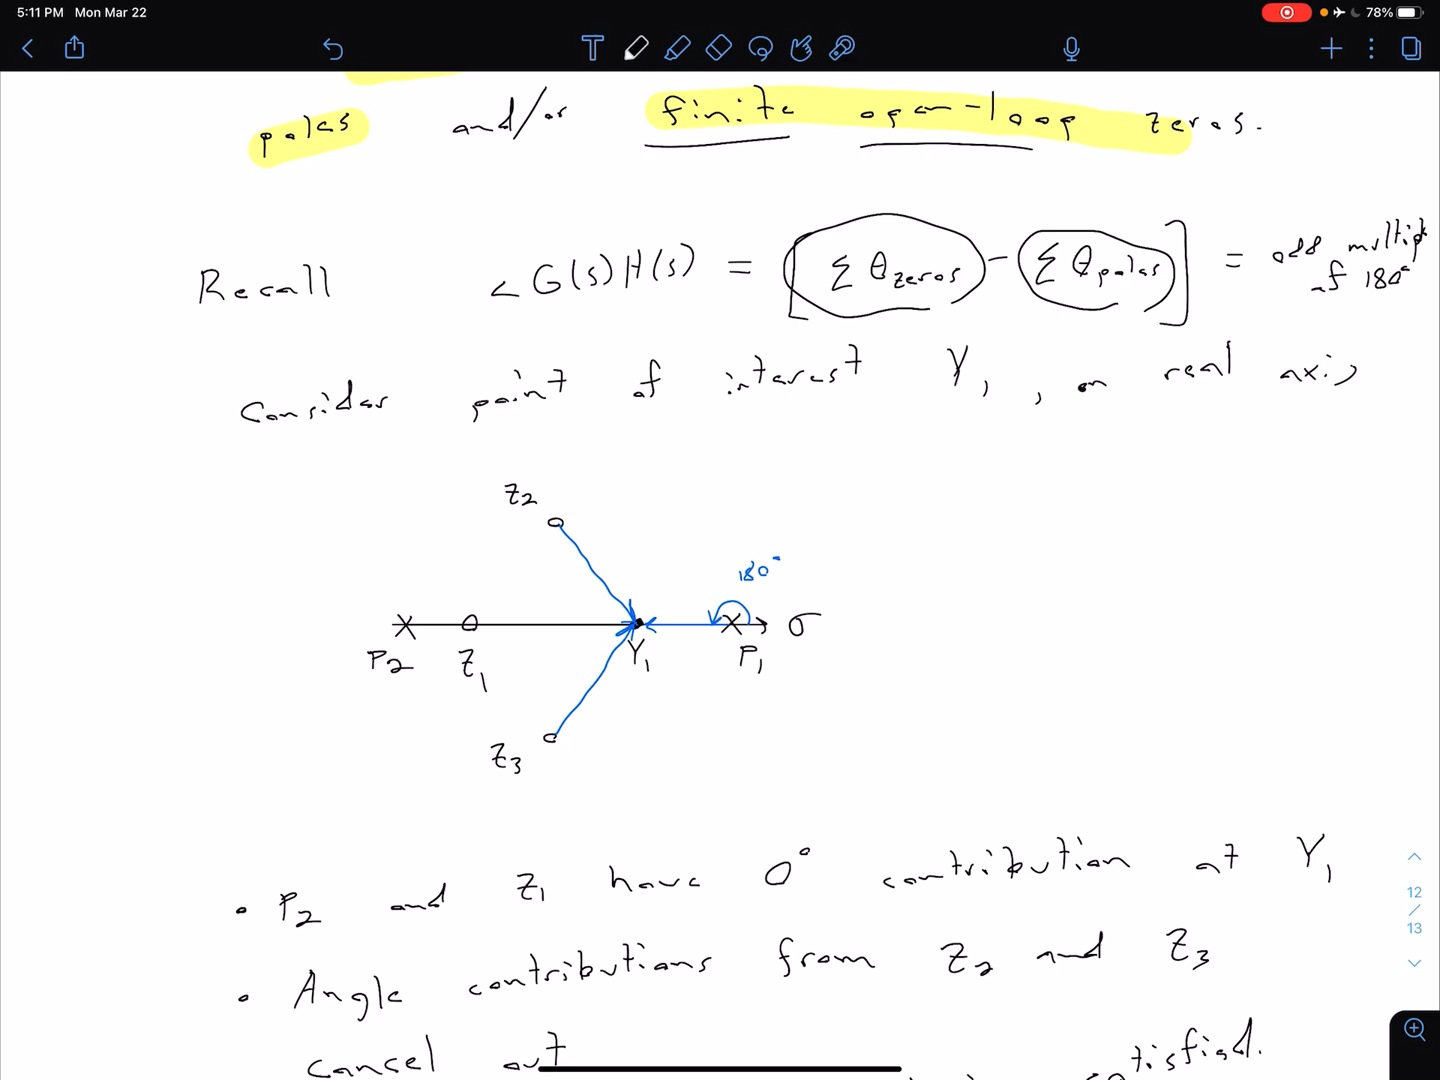 5:11 PM Mon Mar 22
78%
poles and/or finite open-loop zeros.
Recall ∠G(s)H(s) = [Σθzeros - Σθpoles] = odd multiple
of 180°
Consider point of interest Y1, on real axis
Z2
180°
σ
P2 Z1 Y1 P1
Z3
• P2 and Z1 have 0° contribution at Y1
12
/
13
• Angle contributions from Z2 and Z3
cancel out